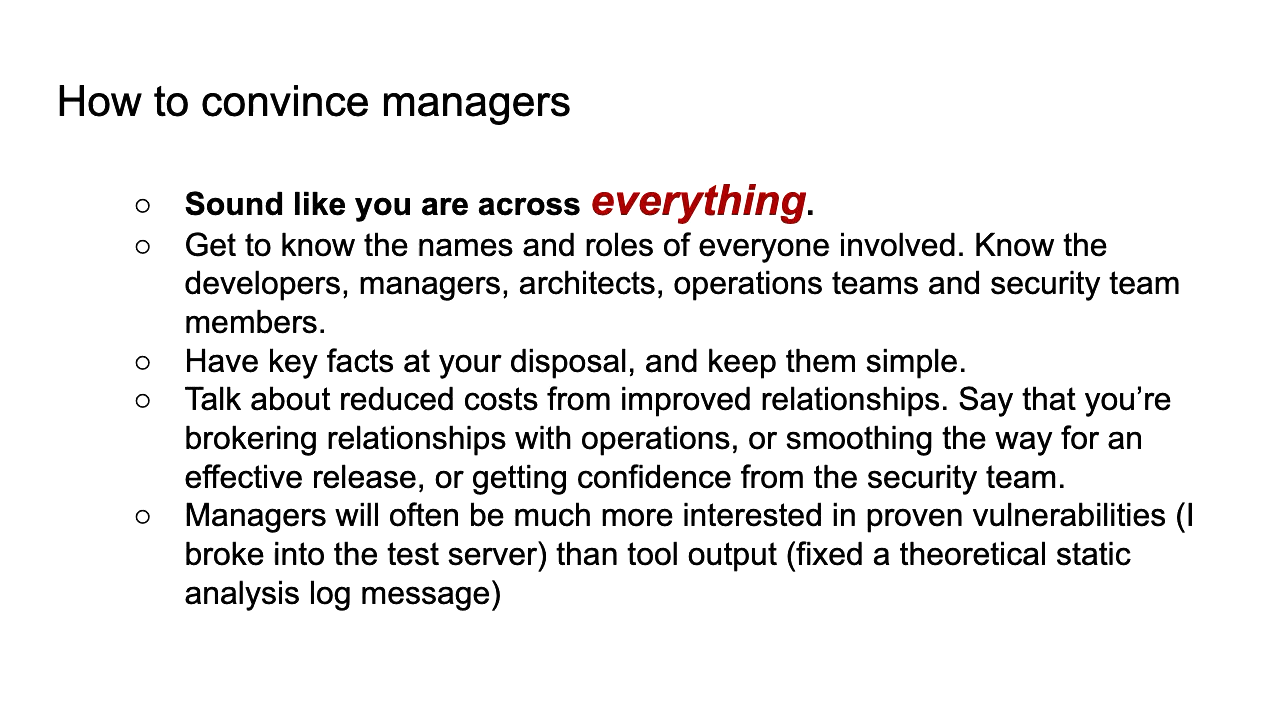 How to convince managers
○ Sound like you are across everything.
○ Get to know the names and roles of everyone involved. Know the
developers, managers, architects, operations teams and security team
members.
○ Have key facts at your disposal, and keep them simple.
○ Talk about reduced costs from improved relationships. Say that you’re
brokering relationships with operations, or smoothing the way for an
effective release, or getting confidence from the security team.
○ Managers will often be much more interested in proven vulnerabilities (I
broke into the test server) than tool output (fixed a theoretical static
analysis log message)